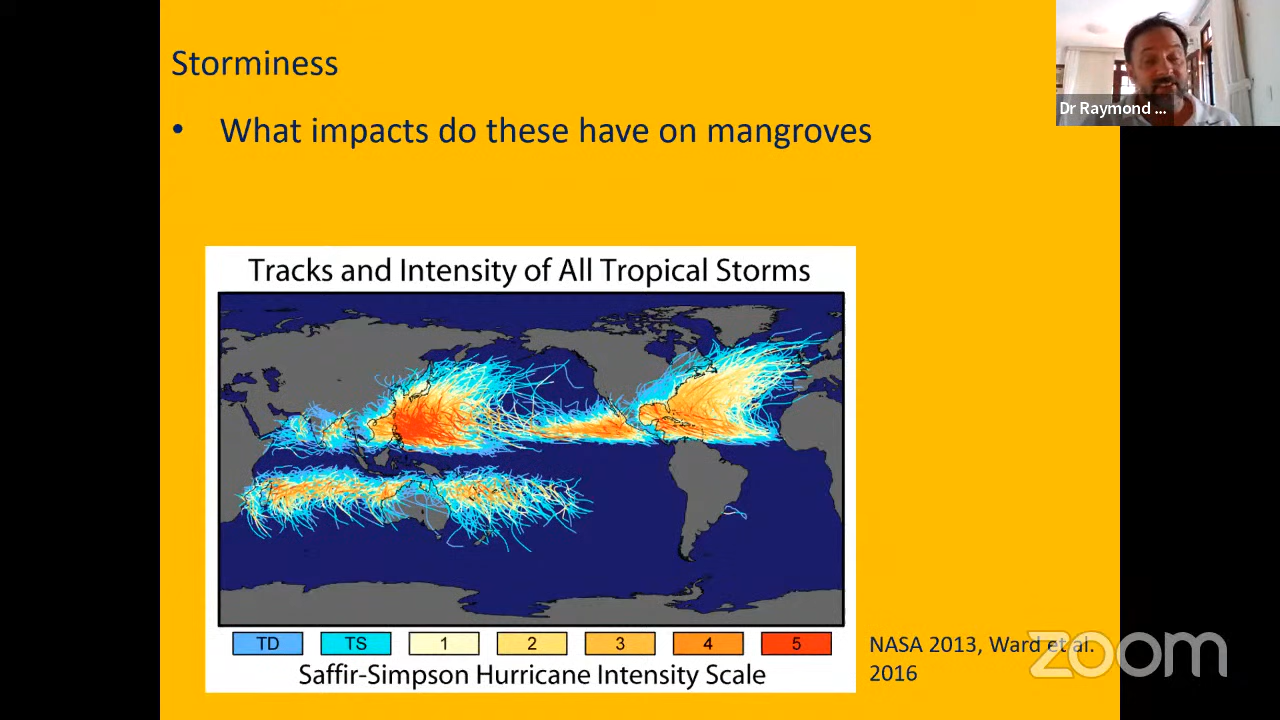 Storminess
Dr Raymond ...
• What impacts do these have on mangroves
Tracks and Intensity of All Tropical Storms
TD TS 1 2 3 4 5
Saffir-Simpson Hurricane Intensity Scale
NASA 2013, Ward et al.
2016
zoom